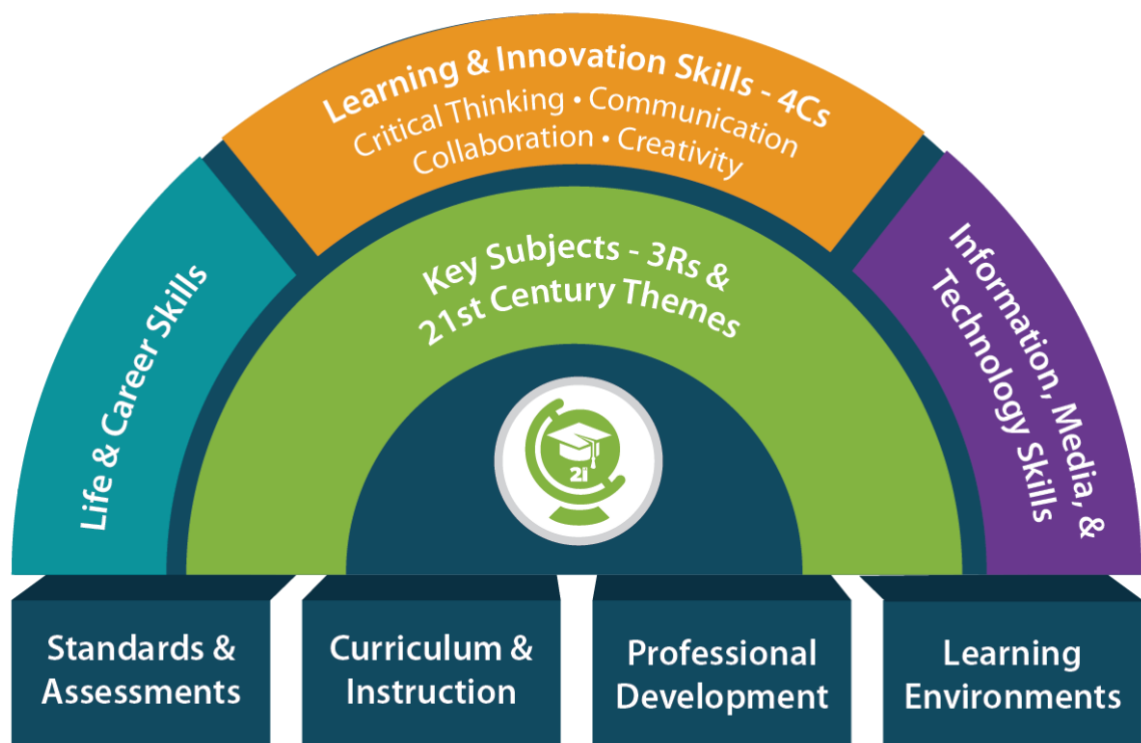 Learning & Innovation Skills - 4Cs
Critical Thinking • Communication
Collaboration • Creativity
Life & Career Skills
Key Subjects - 3Rs &
21st Century Themes
Information, Media, &
Technology Skills
2i
Standards &
Assessments
Curriculum &
Instruction
Professional
Development
Learning
Environments